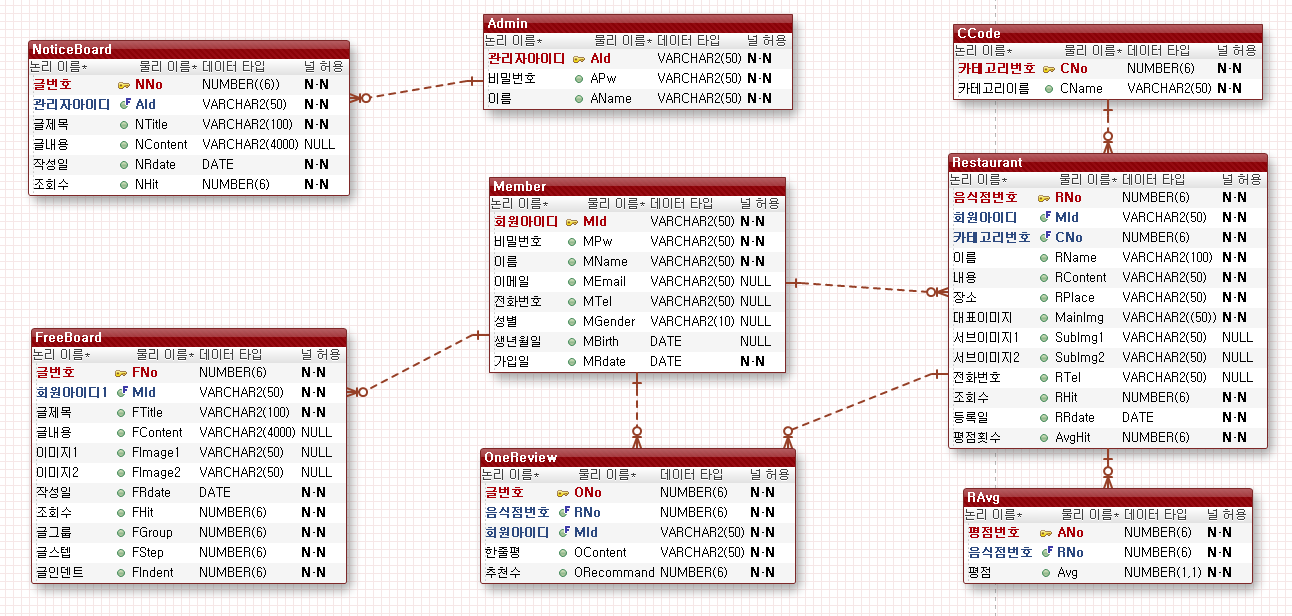 NoticeBoard
논리 이름* 물리 이름* 데이터 타입 널 허용
글번호 NNo NUMBER((6)) N-N
관리자아이디 AId VARCHAR2(50) N-N
글제목 NTitle VARCHAR2(100) N-N
글내용 NContent VARCHAR2(4000) NULL
작성일 NRdate DATE N-N
조회수 NHit NUMBER(6) N-N
Admin
논리 이름* 물리 이름* 데이터 타입 널 허용
관리자아이디 AId VARCHAR2(50) N-N
비밀번호 APw VARCHAR2(50) N-N
이름 AName VARCHAR2(50) N-N
CCode
논리 이름* 물리 이름* 데이터 타입 널 허용
카테고리번호 CNo NUMBER(6) N-N
카테고리이름 CName VARCHAR2(50) N-N
Member
논리 이름* 물리 이름* 데이터 타입 널 허용
회원아이디 MId VARCHAR2(50) N-N
비밀번호 MPw VARCHAR2(50) N-N
이름 MName VARCHAR2(50) N-N
이메일 MEmail VARCHAR2(50) NULL
전화번호 MTel VARCHAR2(50) NULL
성별 MGender VARCHAR2(10) NULL
생년월일 MBirth DATE NULL
가입일 MRdate DATE N-N
Restaurant
논리 이름* 물리 이름* 데이터 타입 널 허용
음식점번호 RNo NUMBER(6) N-N
회원아이디 MId VARCHAR2(50) N-N
카테고리번호 CNo NUMBER(6) N-N
이름 RName VARCHAR2(100) N-N
내용 RContent VARCHAR2(50) N-N
장소 RPlace VARCHAR2(50) N-N
대표이미지 MainImg VARCHAR2((50)) N-N
서브이미지1 SubImg1 VARCHAR2(50) NULL
서브이미지2 SubImg2 VARCHAR2(50) NULL
전화번호 RTel VARCHAR2(50) NULL
조회수 RHit NUMBER(6) N-N
등록일 RRdate DATE N-N
평점횟수 AvgHit NUMBER(6) N-N
FreeBoard
논리 이름* 물리 이름* 데이터 타입 널 허용
글번호 FNo NUMBER(6) N-N
회원아이디1 MId VARCHAR2(50) N-N
글제목 FTitle VARCHAR2(100) N-N
글내용 FContent VARCHAR2(4000) NULL
이미지1 FImage1 VARCHAR2(50) NULL
이미지2 FImage2 VARCHAR2(50) NULL
작성일 FRdate DATE N-N
조회수 FHit NUMBER(6) N-N
글그룹 FGroup NUMBER(6) N-N
글스텝 FStep NUMBER(6) N-N
글인덴트 FIndent NUMBER(6) N-N
OneReview
논리 이름* 물리 이름* 데이터 타입 널 허용
글번호 ONo NUMBER(6) N-N
음식점번호 RNo NUMBER(6) N-N
회원아이디 MId VARCHAR2(50) N-N
한줄평 OContent VARCHAR2(50) N-N
추천수 ORecommand NUMBER(6) N-N
RAvg
논리 이름* 물리 이름* 데이터 타입 널 허용
평점번호 ANo NUMBER(6) N-N
음식점번호 RNo NUMBER(6) N-N
평점 Avg NUMBER(1,1) N-N